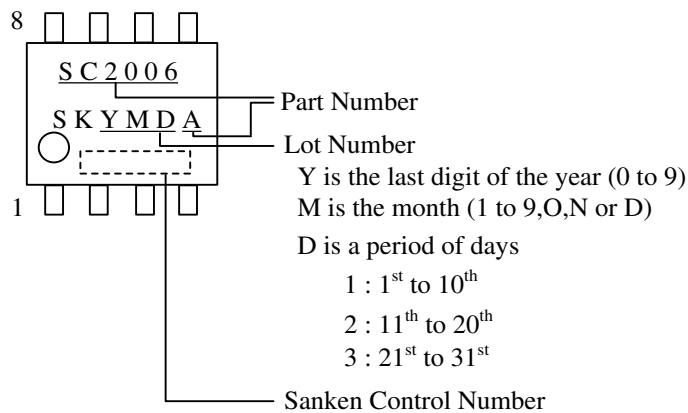 8
SC2006
SKYMDA
Part Number
Lot Number
Y is the last digit of the year (0 to 9)
M is the month (1 to 9,O,N or D)
D is a period of days
1 : 1st to 10th
2 : 11th to 20th
3 : 21st to 31st
1
Sanken Control Number